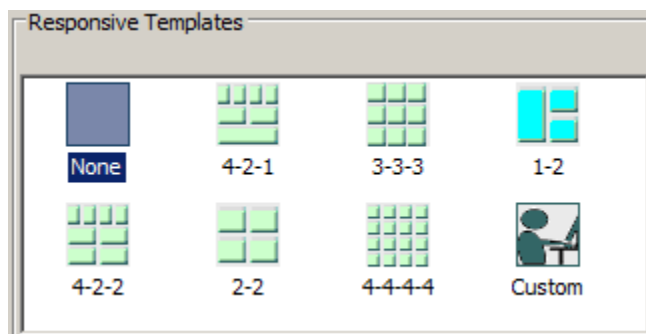 Responsive Templates
None 4-2-1 3-3-3 1-2
4-2-2 2-2 4-4-4-4 Custom